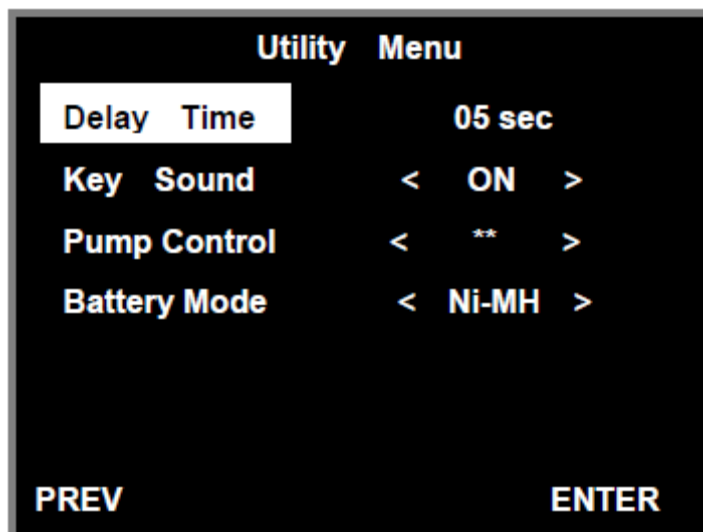 Utility Menu
Delay Time 05 sec
Key Sound < ON >
Pump Control < ** >
Battery Mode < Ni-MH >
PREV ENTER